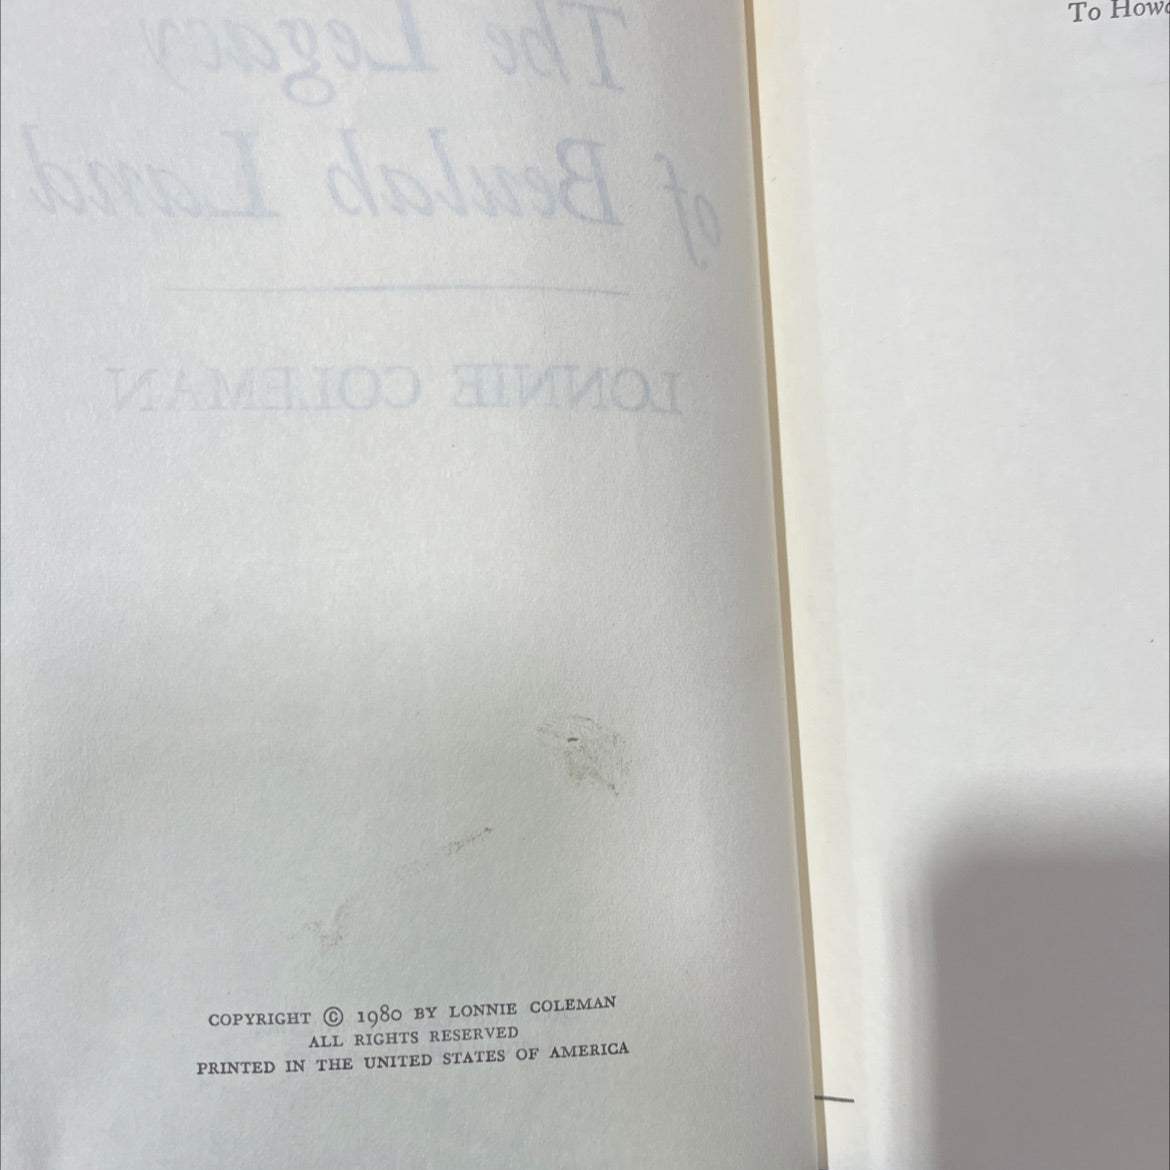 The Legacy
of Beulah Land
LONNIE COLEMAN
COPYRIGHT © 1980 BY LONNIE COLEMAN
ALL RIGHTS RESERVED
PRINTED IN THE UNITED STATES OF AMERICA
To